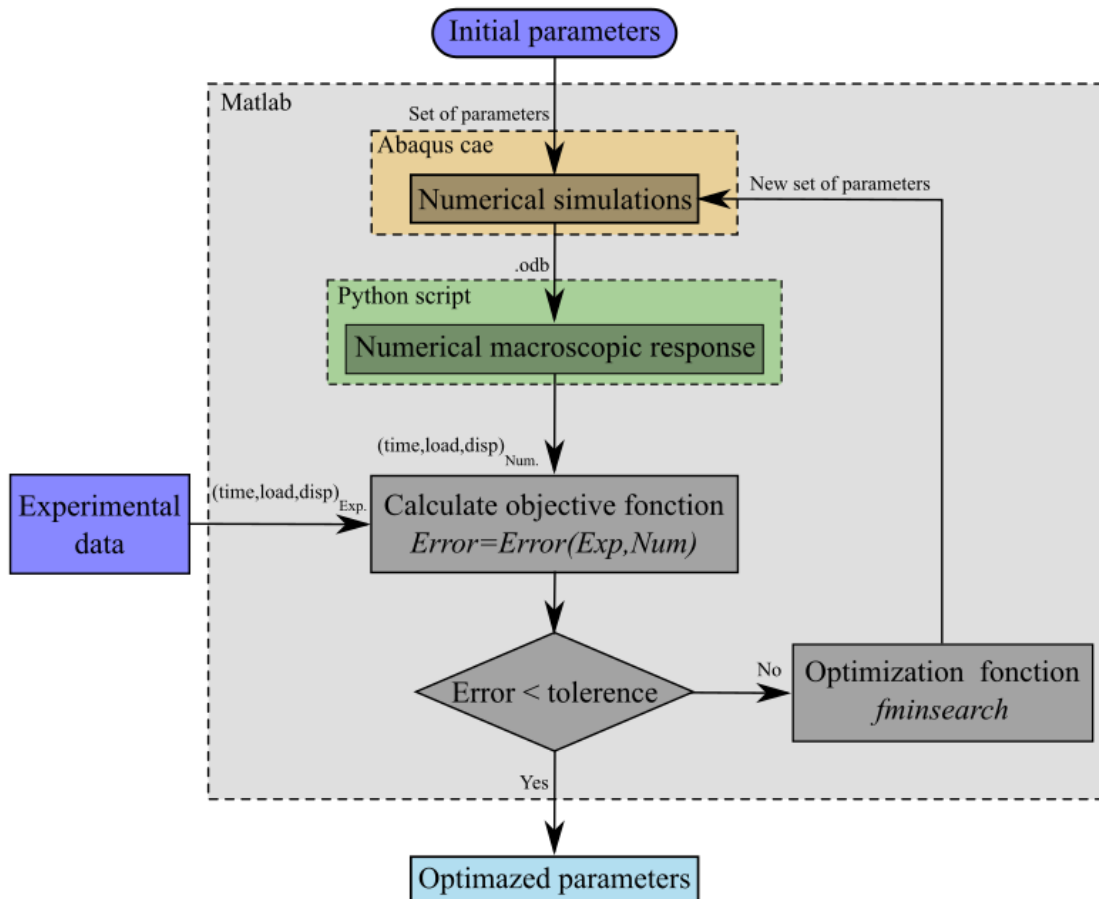 Initial parameters
Matlab
Set of parameters
Abaqus cae
Numerical simulations
New set of parameters
.odb
Python script
Numerical macroscopic response
(time,load,disp)Num.
Experimental
data
(time,load,disp)Exp.
Calculate objective fonction
Error=Error(Exp,Num)
Error < tolerence
No
Optimization fonction
fminsearch
Yes
Optimazed parameters